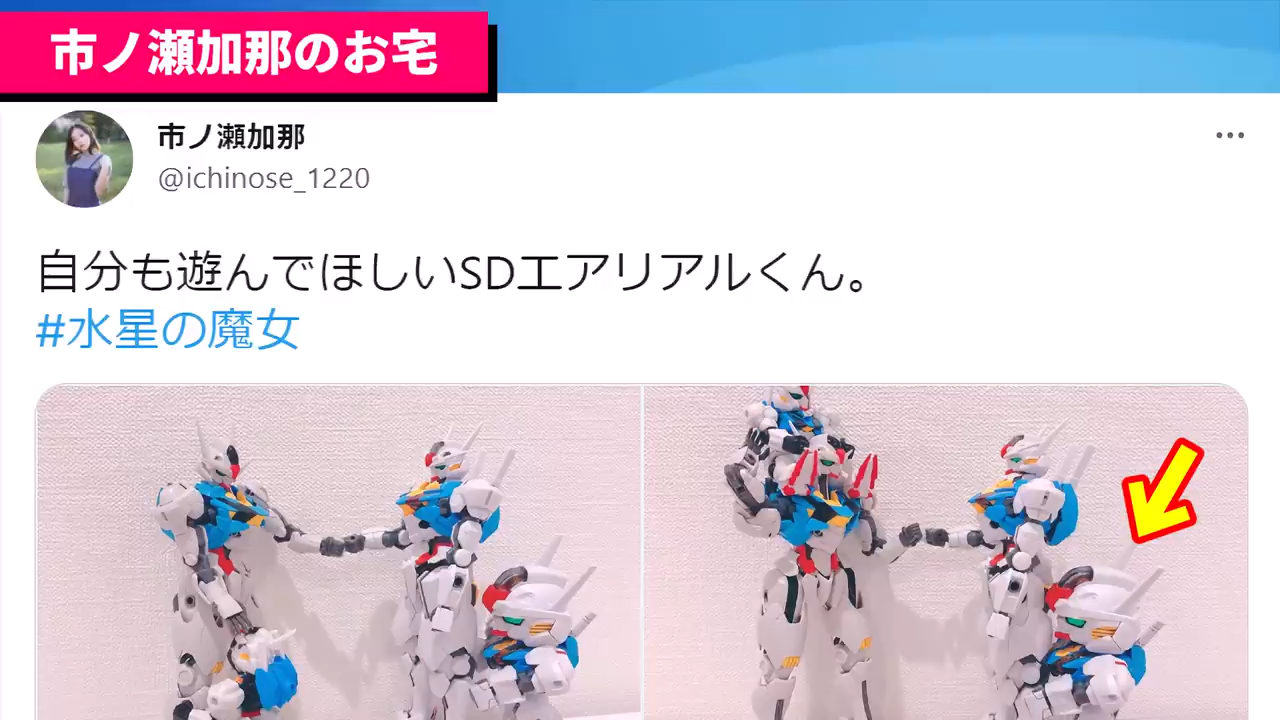 市ノ瀬加那のお宅
市ノ瀬加那
@ichinose_1220
自分も遊んでほしいSDエアリアルくん。
#水星の魔女